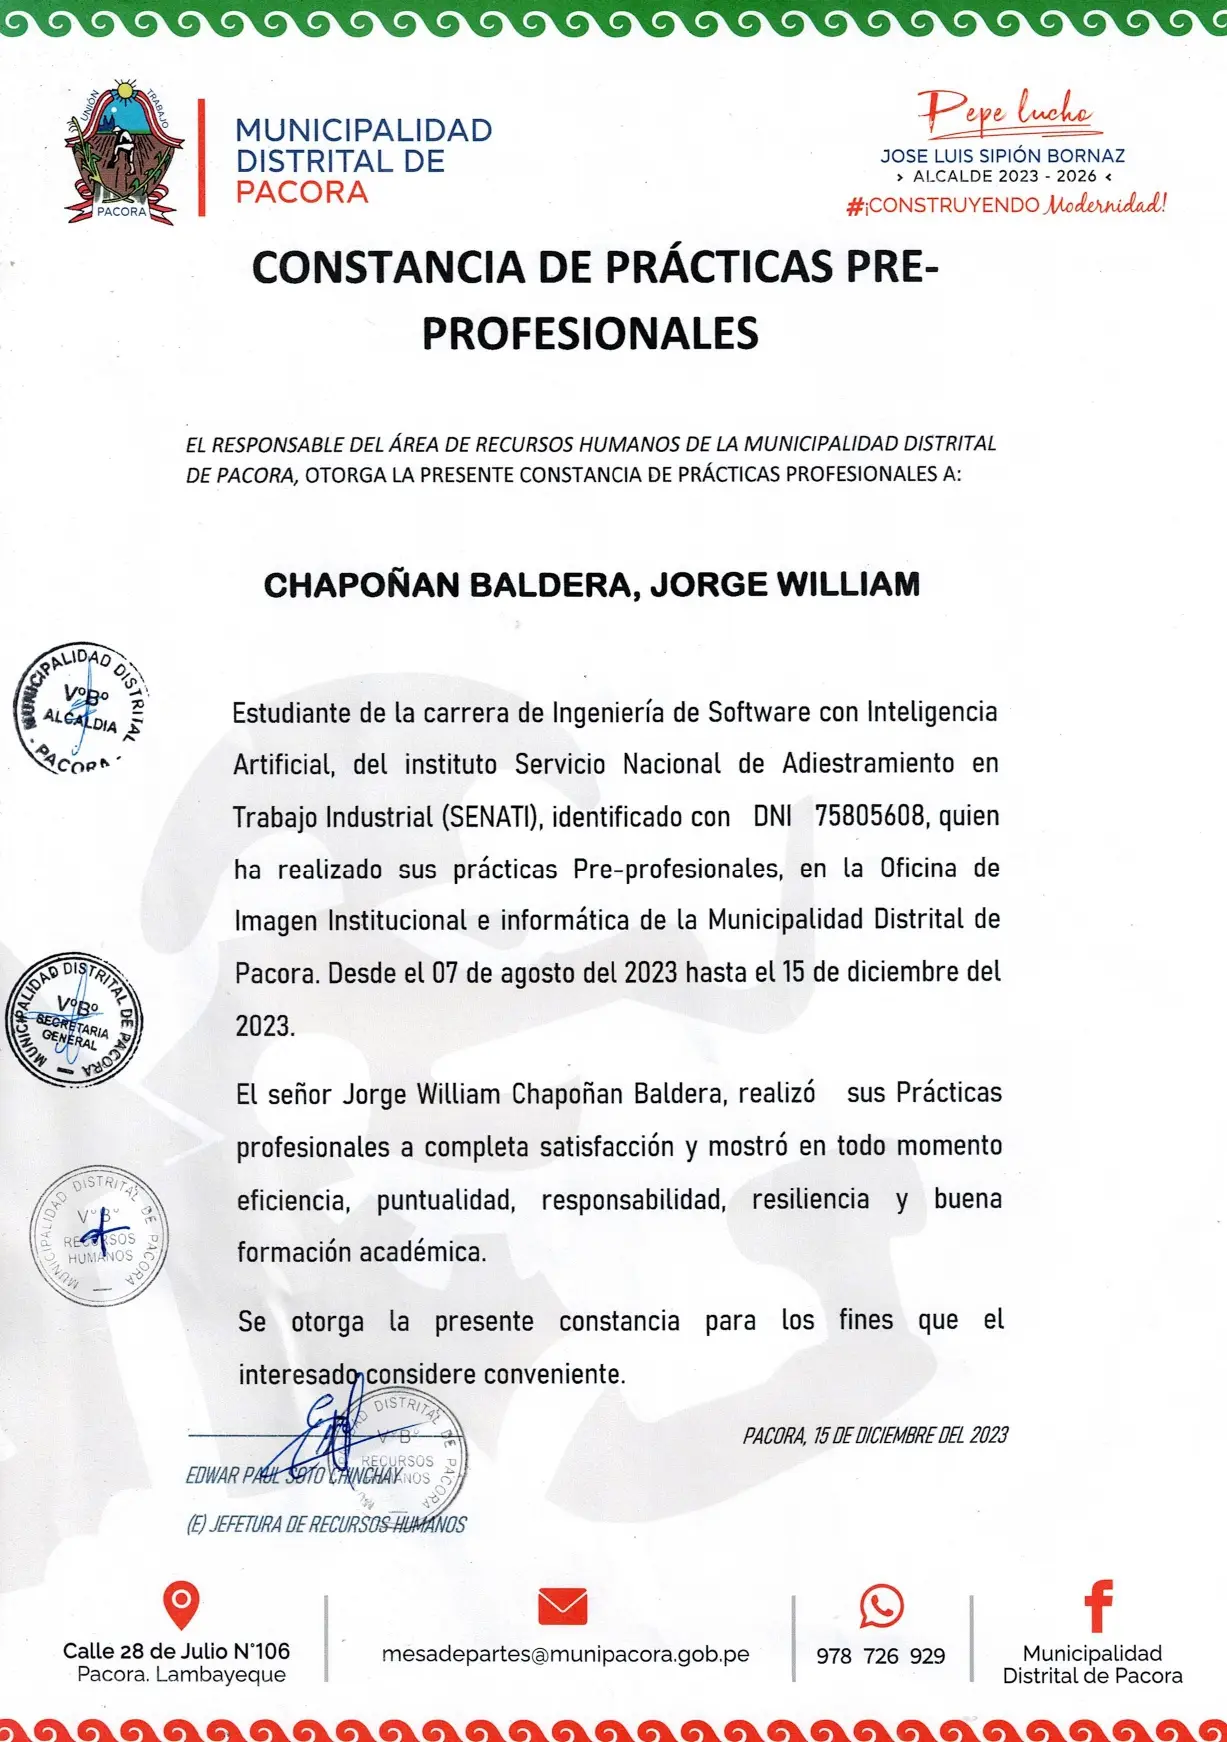 UNIÓN TRABAJO
PACORA
MUNICIPALIDAD
DISTRITAL DE
PACORA
Pepe lucho
JOSE LUIS SIPIÓN BORNAZ
› ALCALDE 2023 - 2026 ‹
#¡CONSTRUYENDO Modernidad!
CONSTANCIA DE PRÁCTICAS PRE-
PROFESIONALES
EL RESPONSABLE DEL ÁREA DE RECURSOS HUMANOS DE LA MUNICIPALIDAD DISTRITAL
DE PACORA, OTORGA LA PRESENTE CONSTANCIA DE PRÁCTICAS PROFESIONALES A:
CHAPOÑAN BALDERA, JORGE WILLIAM
MUNICIPALIDAD DISTRITAL
VºBº
ALCALDIA
- PACORA -
Estudiante de la carrera de Ingeniería de Software con Inteligencia
Artificial, del instituto Servicio Nacional de Adiestramiento en
Trabajo Industrial (SENATI), identificado con DNI 75805608, quien
ha realizado sus prácticas Pre-profesionales, en la Oficina de
Imagen Institucional e informática de la Municipalidad Distrital de
Pacora. Desde el 07 de agosto del 2023 hasta el 15 de diciembre del
2023.
MUNICIPALIDAD DISTRITAL DE PACORA
VºBº
SECRETARIA
GENERAL
El señor Jorge William Chapoñan Baldera, realizó sus Prácticas
profesionales a completa satisfacción y mostró en todo momento
eficiencia, puntualidad, responsabilidad, resiliencia y buena
formación académica.
MUNICIPALIDAD DISTRITAL DE PACORA
VºBº
RECURSOS
HUMANOS
Se otorga la presente constancia para los fines que el
interesado considere conveniente.
PACORA, 15 DE DICIEMBRE DEL 2023
DISTRITAL DE PACORA
VºBº
RECURSOS
HUMANOS
EDWAR PAUL SOTO CHINCHAY
(E) JEFETURA DE RECURSOS HUMANOS
Calle 28 de Julio N°106
Pacora. Lambayeque
mesadepartes@munipacora.gob.pe
978 726 929
Municipalidad
Distrital de Pacora